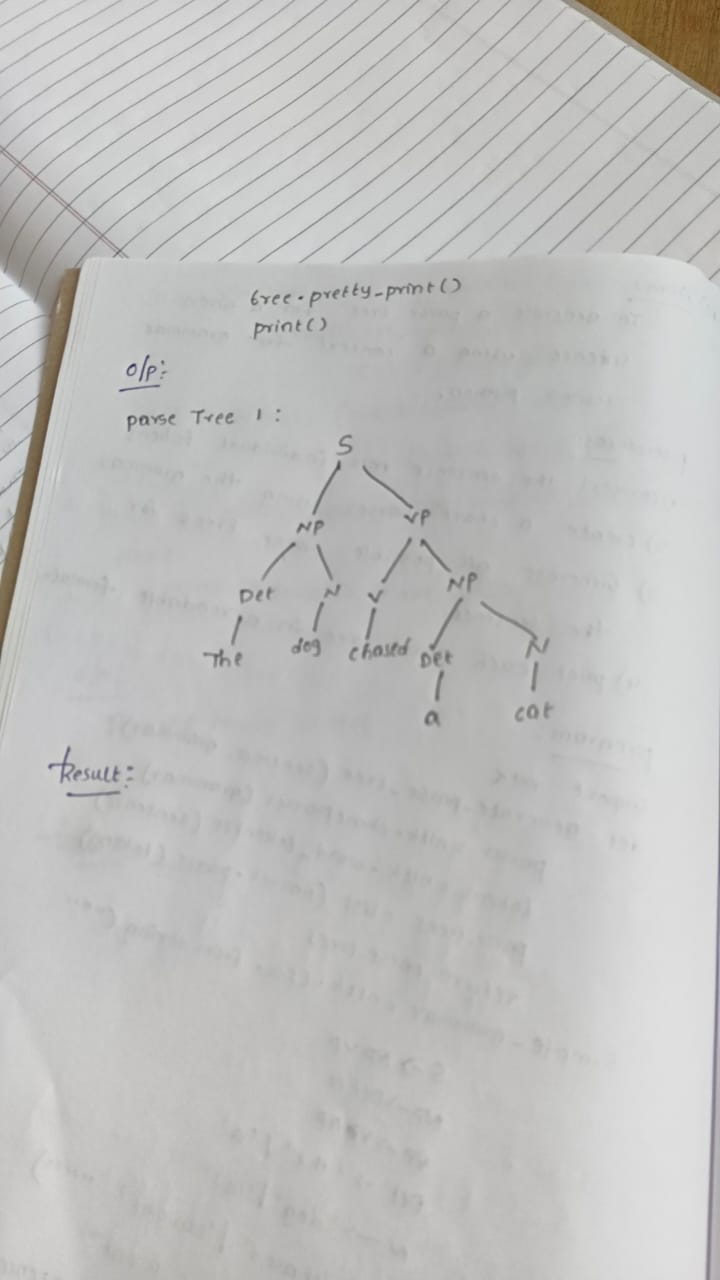 tree.pretty_print()
print()
O/P:
parse Tree 1:
S
NP VP
Det N V NP
The dog chased Det N
a cat
Result: